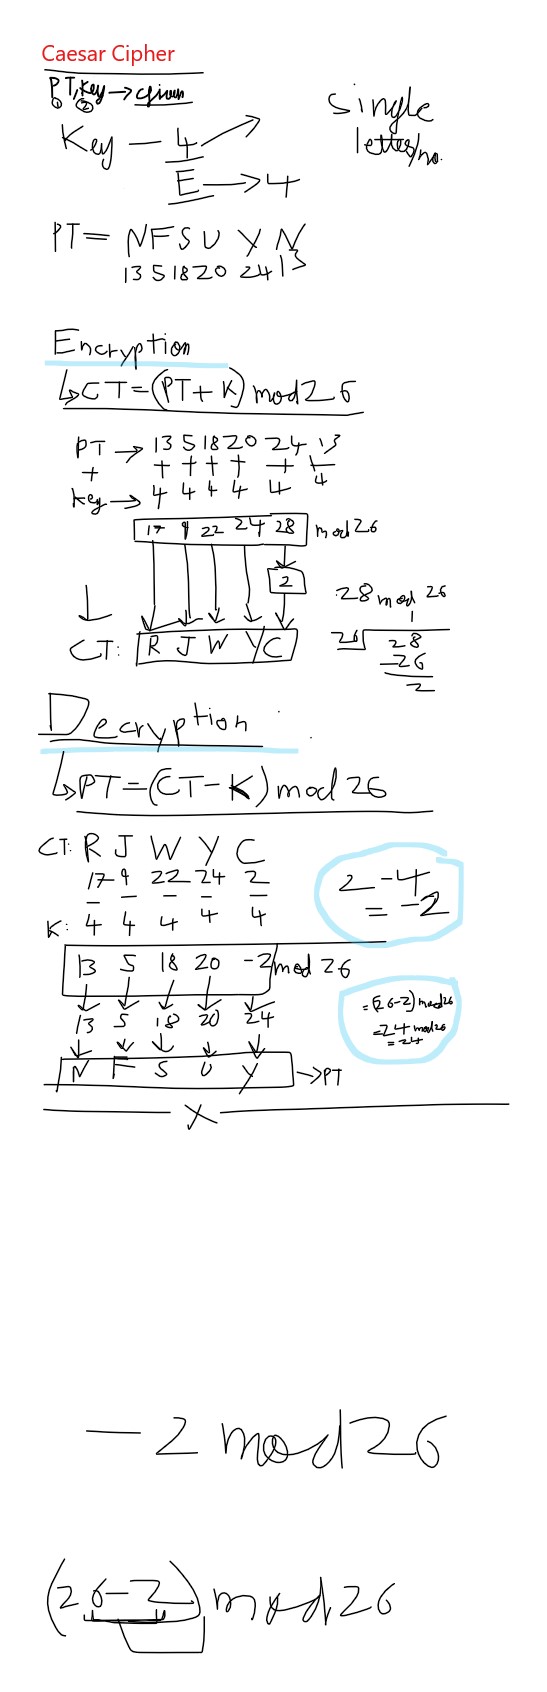 Caesar Cipher
PT, Key → Given
① ②
Key — 4
single
letter/no.
E → 4
PT = N F S U Y N
13 5 18 20 24 13
Encryption
↳ CT = (PT + K) mod 26
PT → 13 5 18 20 24 13
+ + + + + + +
Key → 4 4 4 4 4 4
17 9 22 24 28 mod 26
2
28 mod 26
1
26 28
-26
2
CT: R J W Y C
Decryption
↳ PT = (CT - K) mod 26
CT: R J W Y C
17 9 22 24 2
- - - - -
K: 4 4 4 4 4
2 - 4
= -2
13 5 18 20 -2 mod 26
13 5 18 20 24
= (26-2) mod 26
= 24 mod 26
= 24
N F S U Y → PT
X
-2 mod 26
(26-2) mod 26